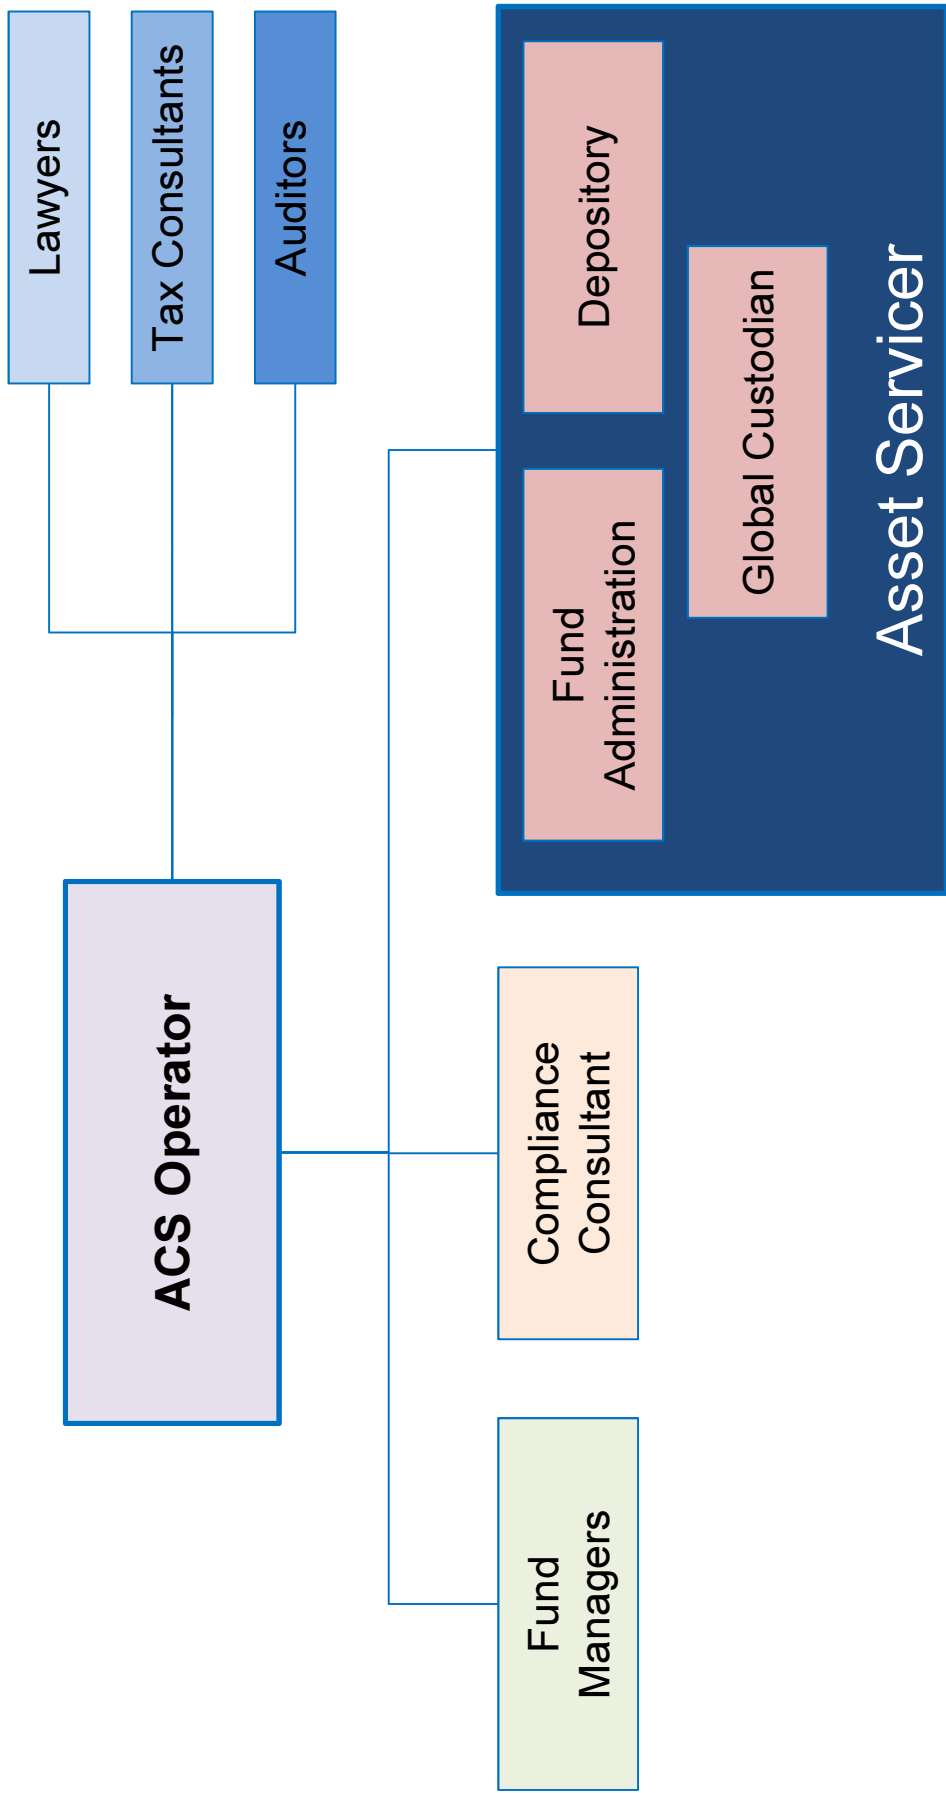 Lawyers
Tax Consultants
Auditors
ACS Operator
Fund
Managers
Compliance
Consultant
Fund
Administration
Depository
Global Custodian
Asset Servicer